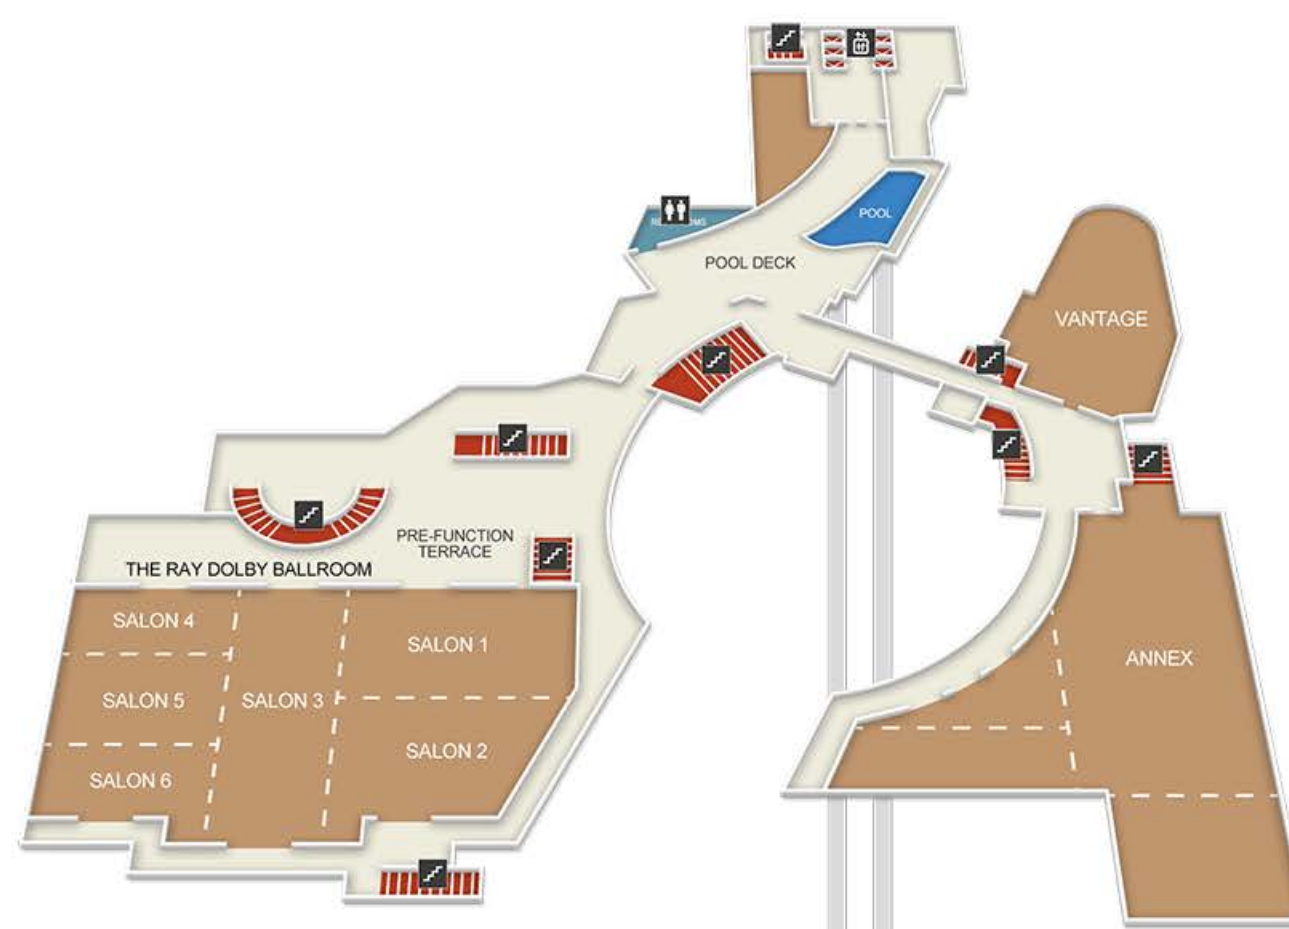 POOL
POOL DECK
VANTAGE
PRE-FUNCTION
TERRACE
THE RAY DOLBY BALLROOM
SALON 4
SALON 1
ANNEX
SALON 5
SALON 3
SALON 2
SALON 6